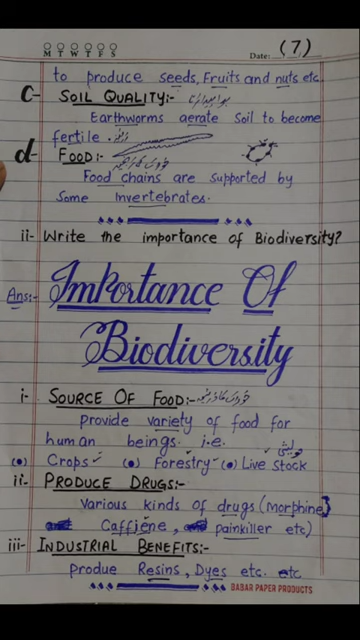 M T W T F S
Date: (7)
to produce seeds, Fruits and nuts etc.
C- SOIL QUALITY:-
Earthworms aerate Soil to become
fertile.
d- FOOD:-
Food chains are supported by
Some Invertebrates.
ii- Write the importance of Biodiversity?
Ans:- Importance Of
Biodiversity
i- SOURCE OF FOOD:-
provide variety of food for
human beings. i.e.
(•) Crops (•) Forestry (•) Live Stock
ii- PRODUCE DRUGS:-
Various kinds of drugs (morphine
Caffiene, painkiller etc)
iii- INDUSTRIAL BENEFITS:-
Produe Resins, Dyes etc. etc
BABAR PAPER PRODUCTS